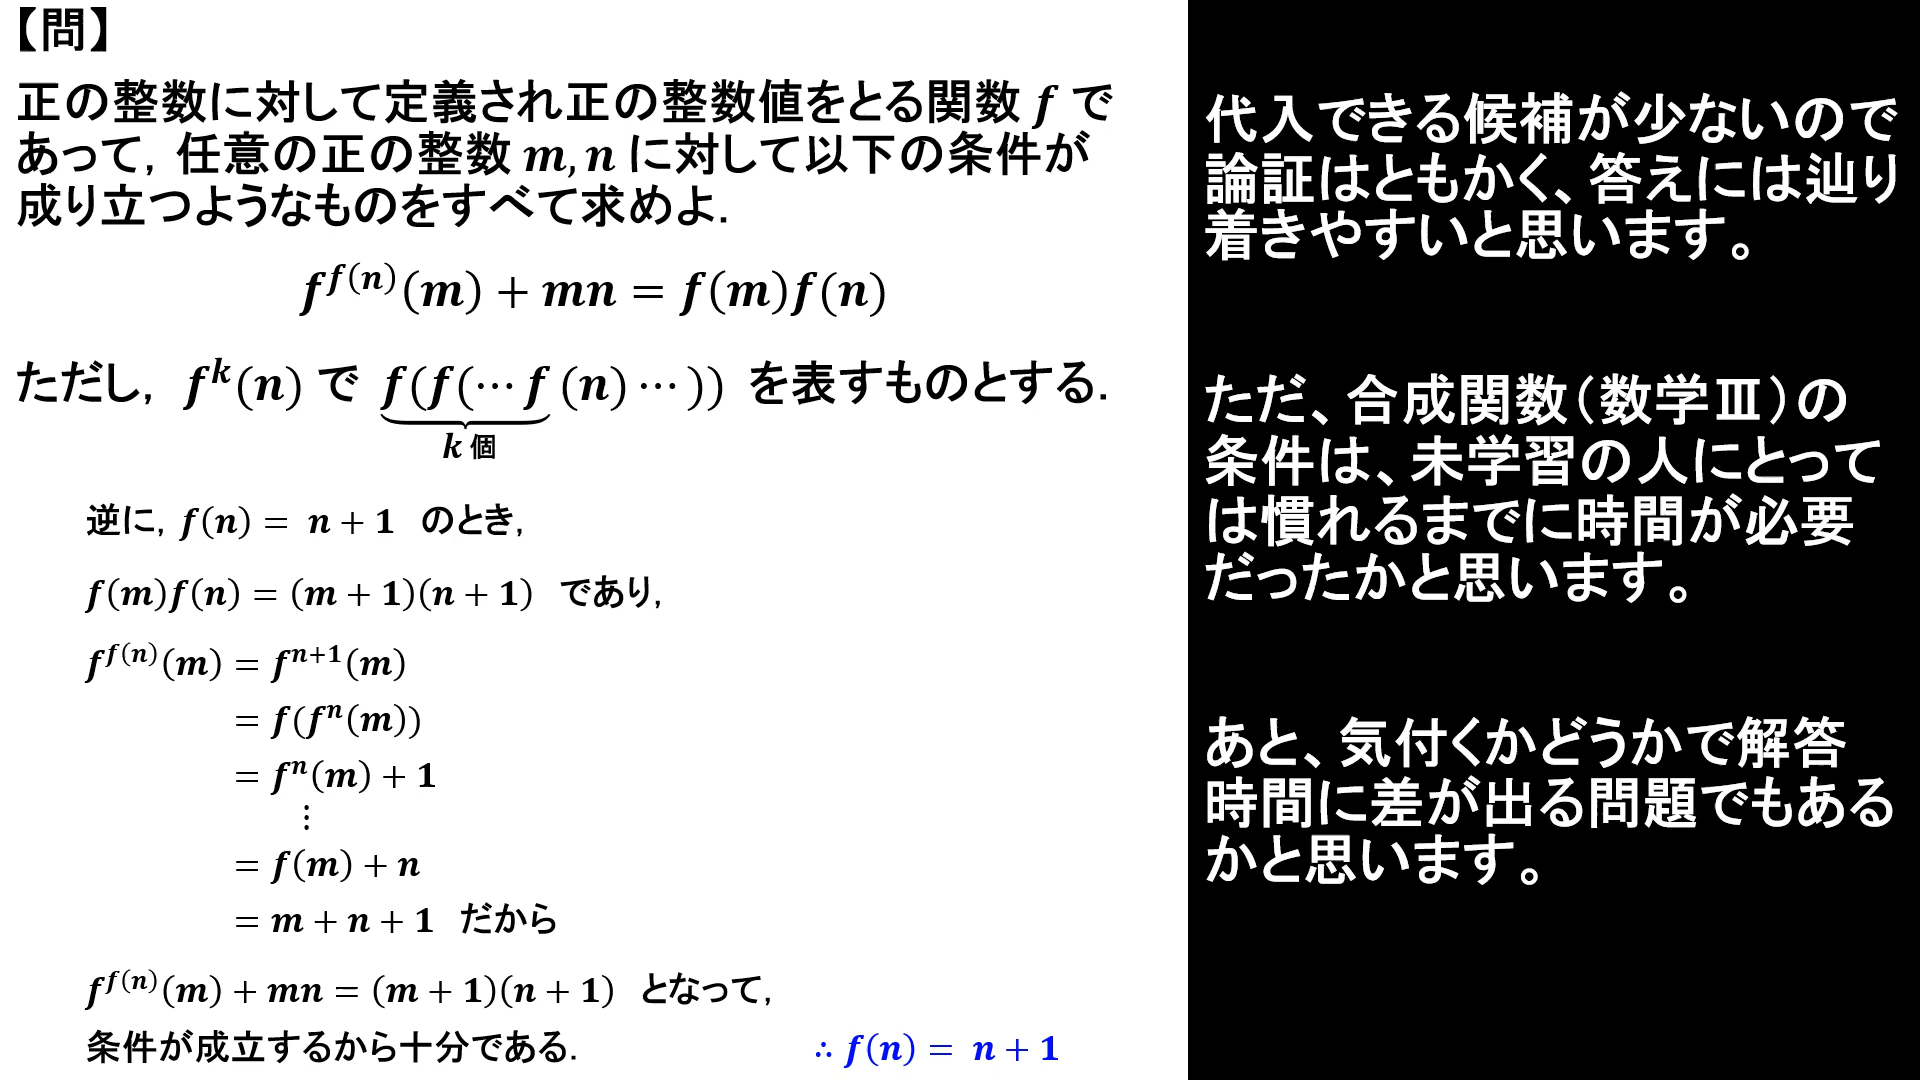 【問】
正の整数に対して定義され正の整数値をとる関数 f で
あって, 任意の正の整数 m, n に対して以下の条件が
成り立つようなものをすべて求めよ.
f^{f(n)}(m) + mn = f(m)f(n)
ただし, f^k(n) で f(f(⋯f(n)⋯)) を表すものとする.
k 個
逆に, f(n) = n + 1 のとき,
f(m)f(n) = (m + 1)(n + 1) であり,
f^{f(n)}(m) = f^{n+1}(m)
= f(f^n(m))
= f^n(m) + 1
⋮
= f(m) + n
= m + n + 1 だから
f^{f(n)}(m) + mn = (m + 1)(n + 1) となって,
条件が成立するから十分である.
∴ f(n) = n + 1
代入できる候補が少ないので
論証はともかく、答えには辿り
着きやすいと思います。
ただ、合成関数(数学Ⅲ)の
条件は、未学習の人にとって
は慣れるまでに時間が必要
だったかと思います。
あと、気付くかどうかで解答
時間に差が出る問題でもある
かと思います。